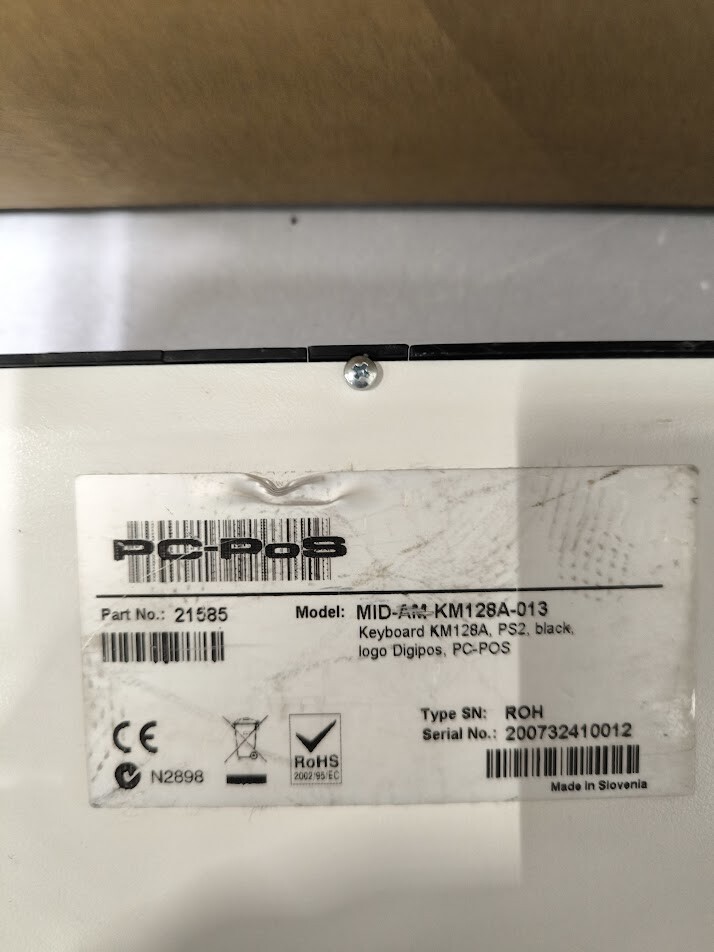 PC-PoS
Part No.: 21585
Model: MID-AM KM128A-013
Keyboard KM128A, PS2, black,
logo Digipos, PC-POS
Type SN: ROH
Serial No.: 200732410012
CE
N2898
RoHS
2002/95/EC
Made in Slovenia